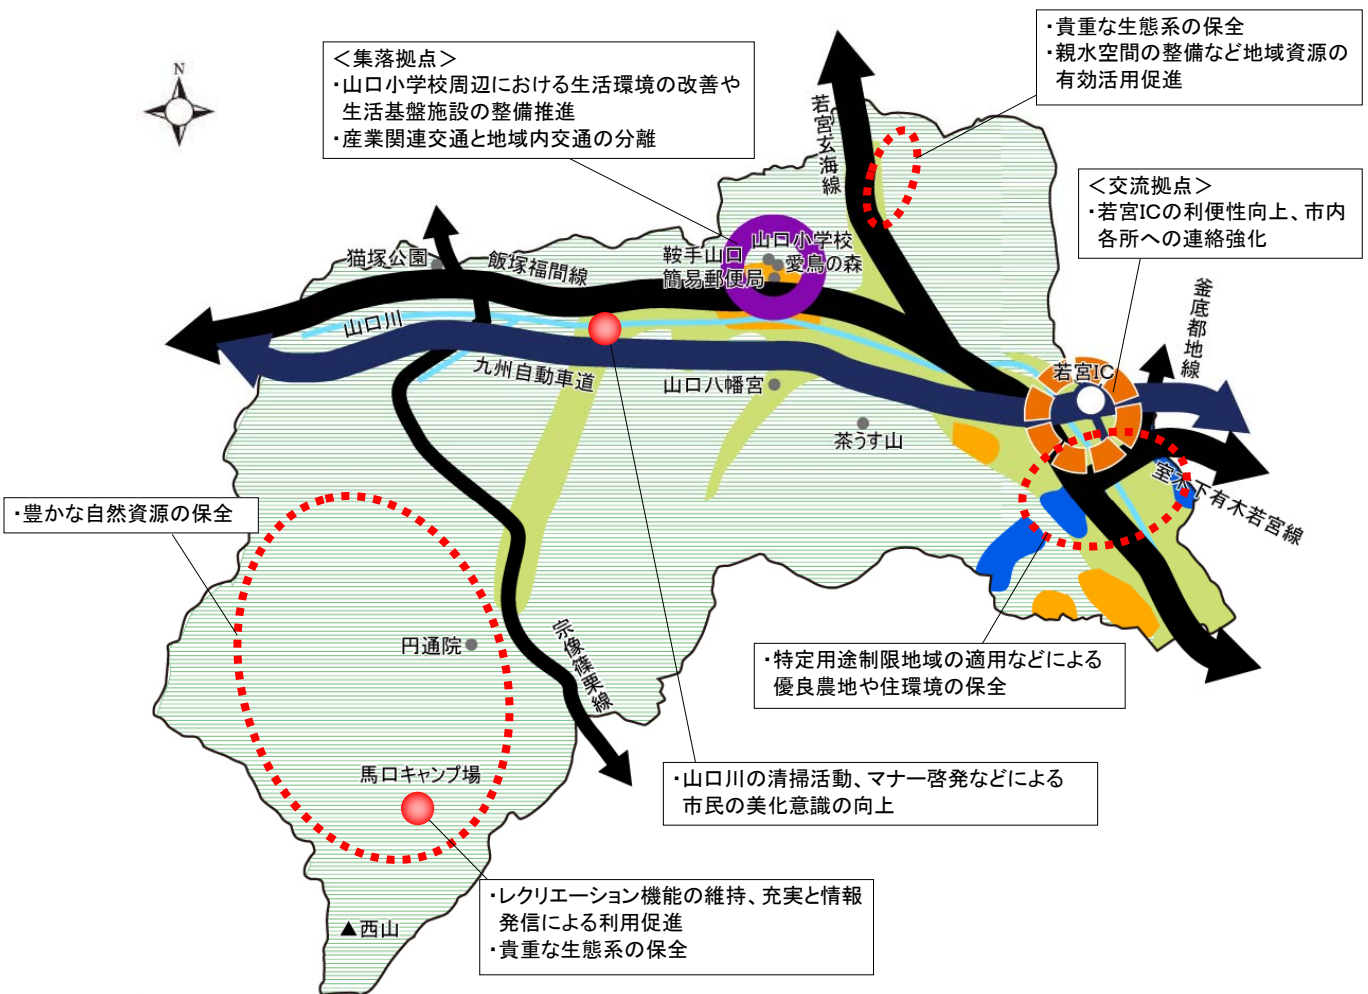 N
＜集落拠点＞
・山口小学校周辺における生活環境の改善や
生活基盤施設の整備推進
・産業関連交通と地域内交通の分離
・貴重な生態系の保全
・親水空間の整備など地域資源の
有効活用促進
若宮玄海線
＜交流拠点＞
・若宮ICの利便性向上、市内
各所への連絡強化
猫塚公園
飯塚福間線
山口小学校
鞍手山口
簡易郵便局
愛鳥の森
釜底都地線
山口川
九州自動車道
山口八幡宮
若宮IC
茶うす山
室木下有木若宮線
・豊かな自然資源の保全
円通院
宗像篠栗線
・特定用途制限地域の適用などによる
優良農地や住環境の保全
馬口キャンプ場
・山口川の清掃活動、マナー啓発などによる
市民の美化意識の向上
・レクリエーション機能の維持、充実と情報
発信による利用促進
・貴重な生態系の保全
▲西山